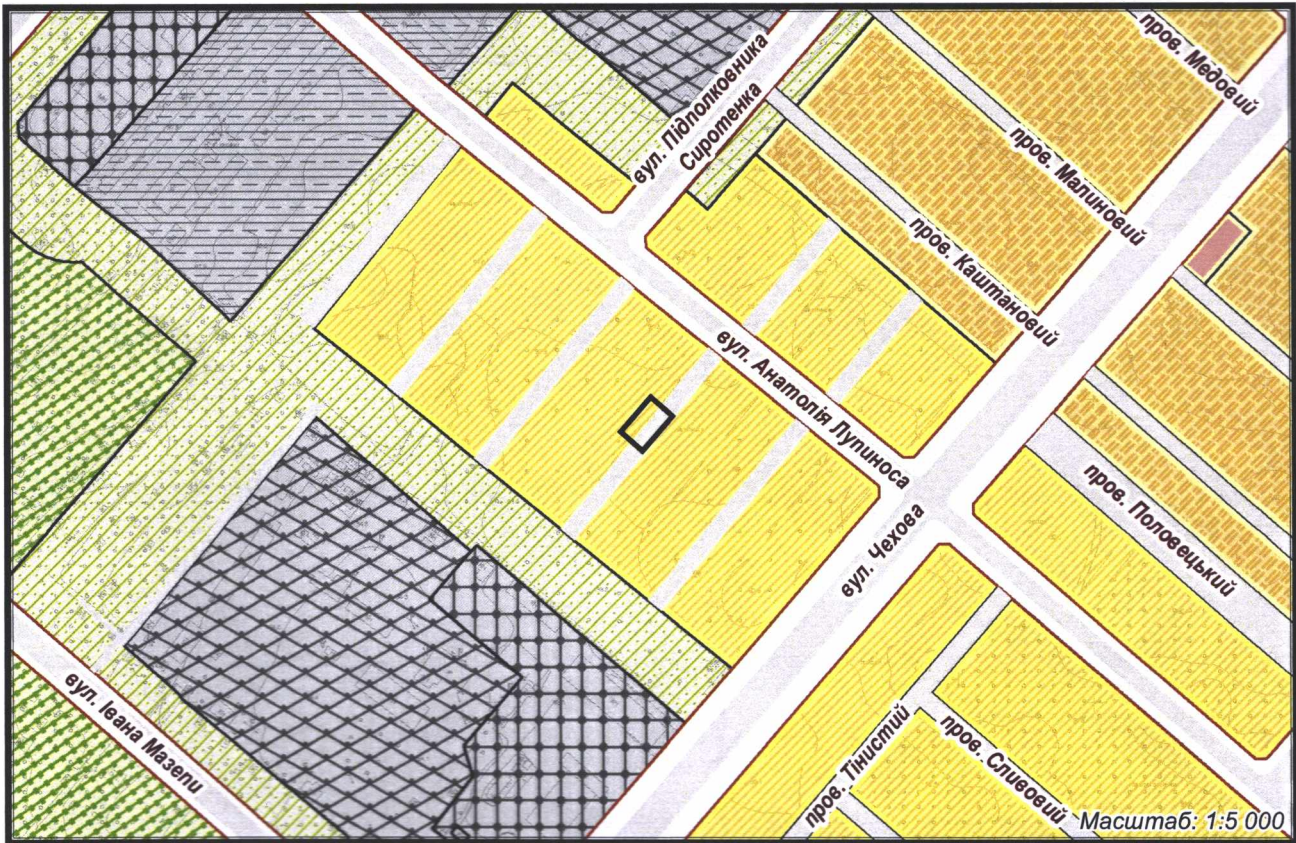 пров. Медовий
вул. Підполковника
Сиротенка
пров. Малиновий
пров. Каштановий
вул. Анатолія Лупиноса
пров. Половецький
вул. Чехова
вул. Івана Мазепи
пров. Тінистий
пров. Сливовий
Масштаб: 1:5 000